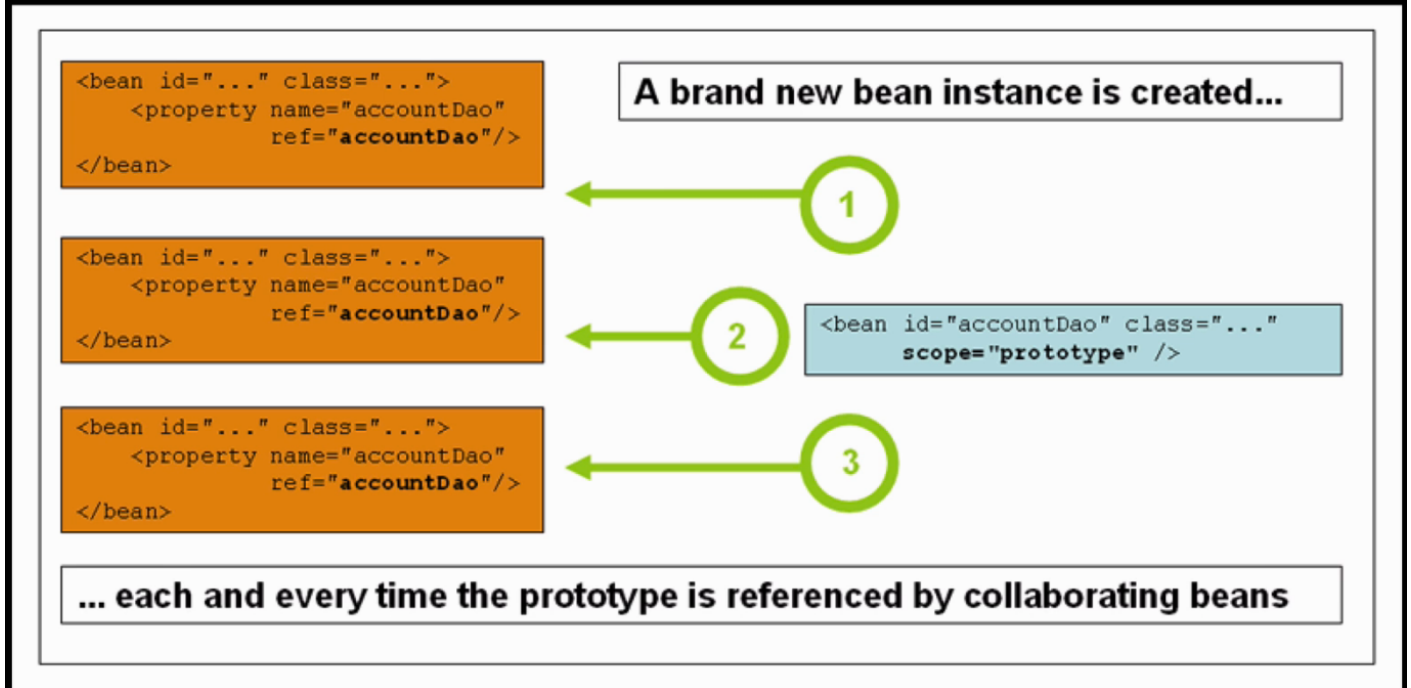 <bean id="..." class="...">
    <property name="accountDao"
              ref="accountDao"/>
</bean>
A brand new bean instance is created...
1
<bean id="..." class="...">
    <property name="accountDao"
              ref="accountDao"/>
</bean>
2
<bean id="accountDao" class="..."
      scope="prototype" />
<bean id="..." class="...">
    <property name="accountDao"
              ref="accountDao"/>
</bean>
3
... each and every time the prototype is referenced by collaborating beans